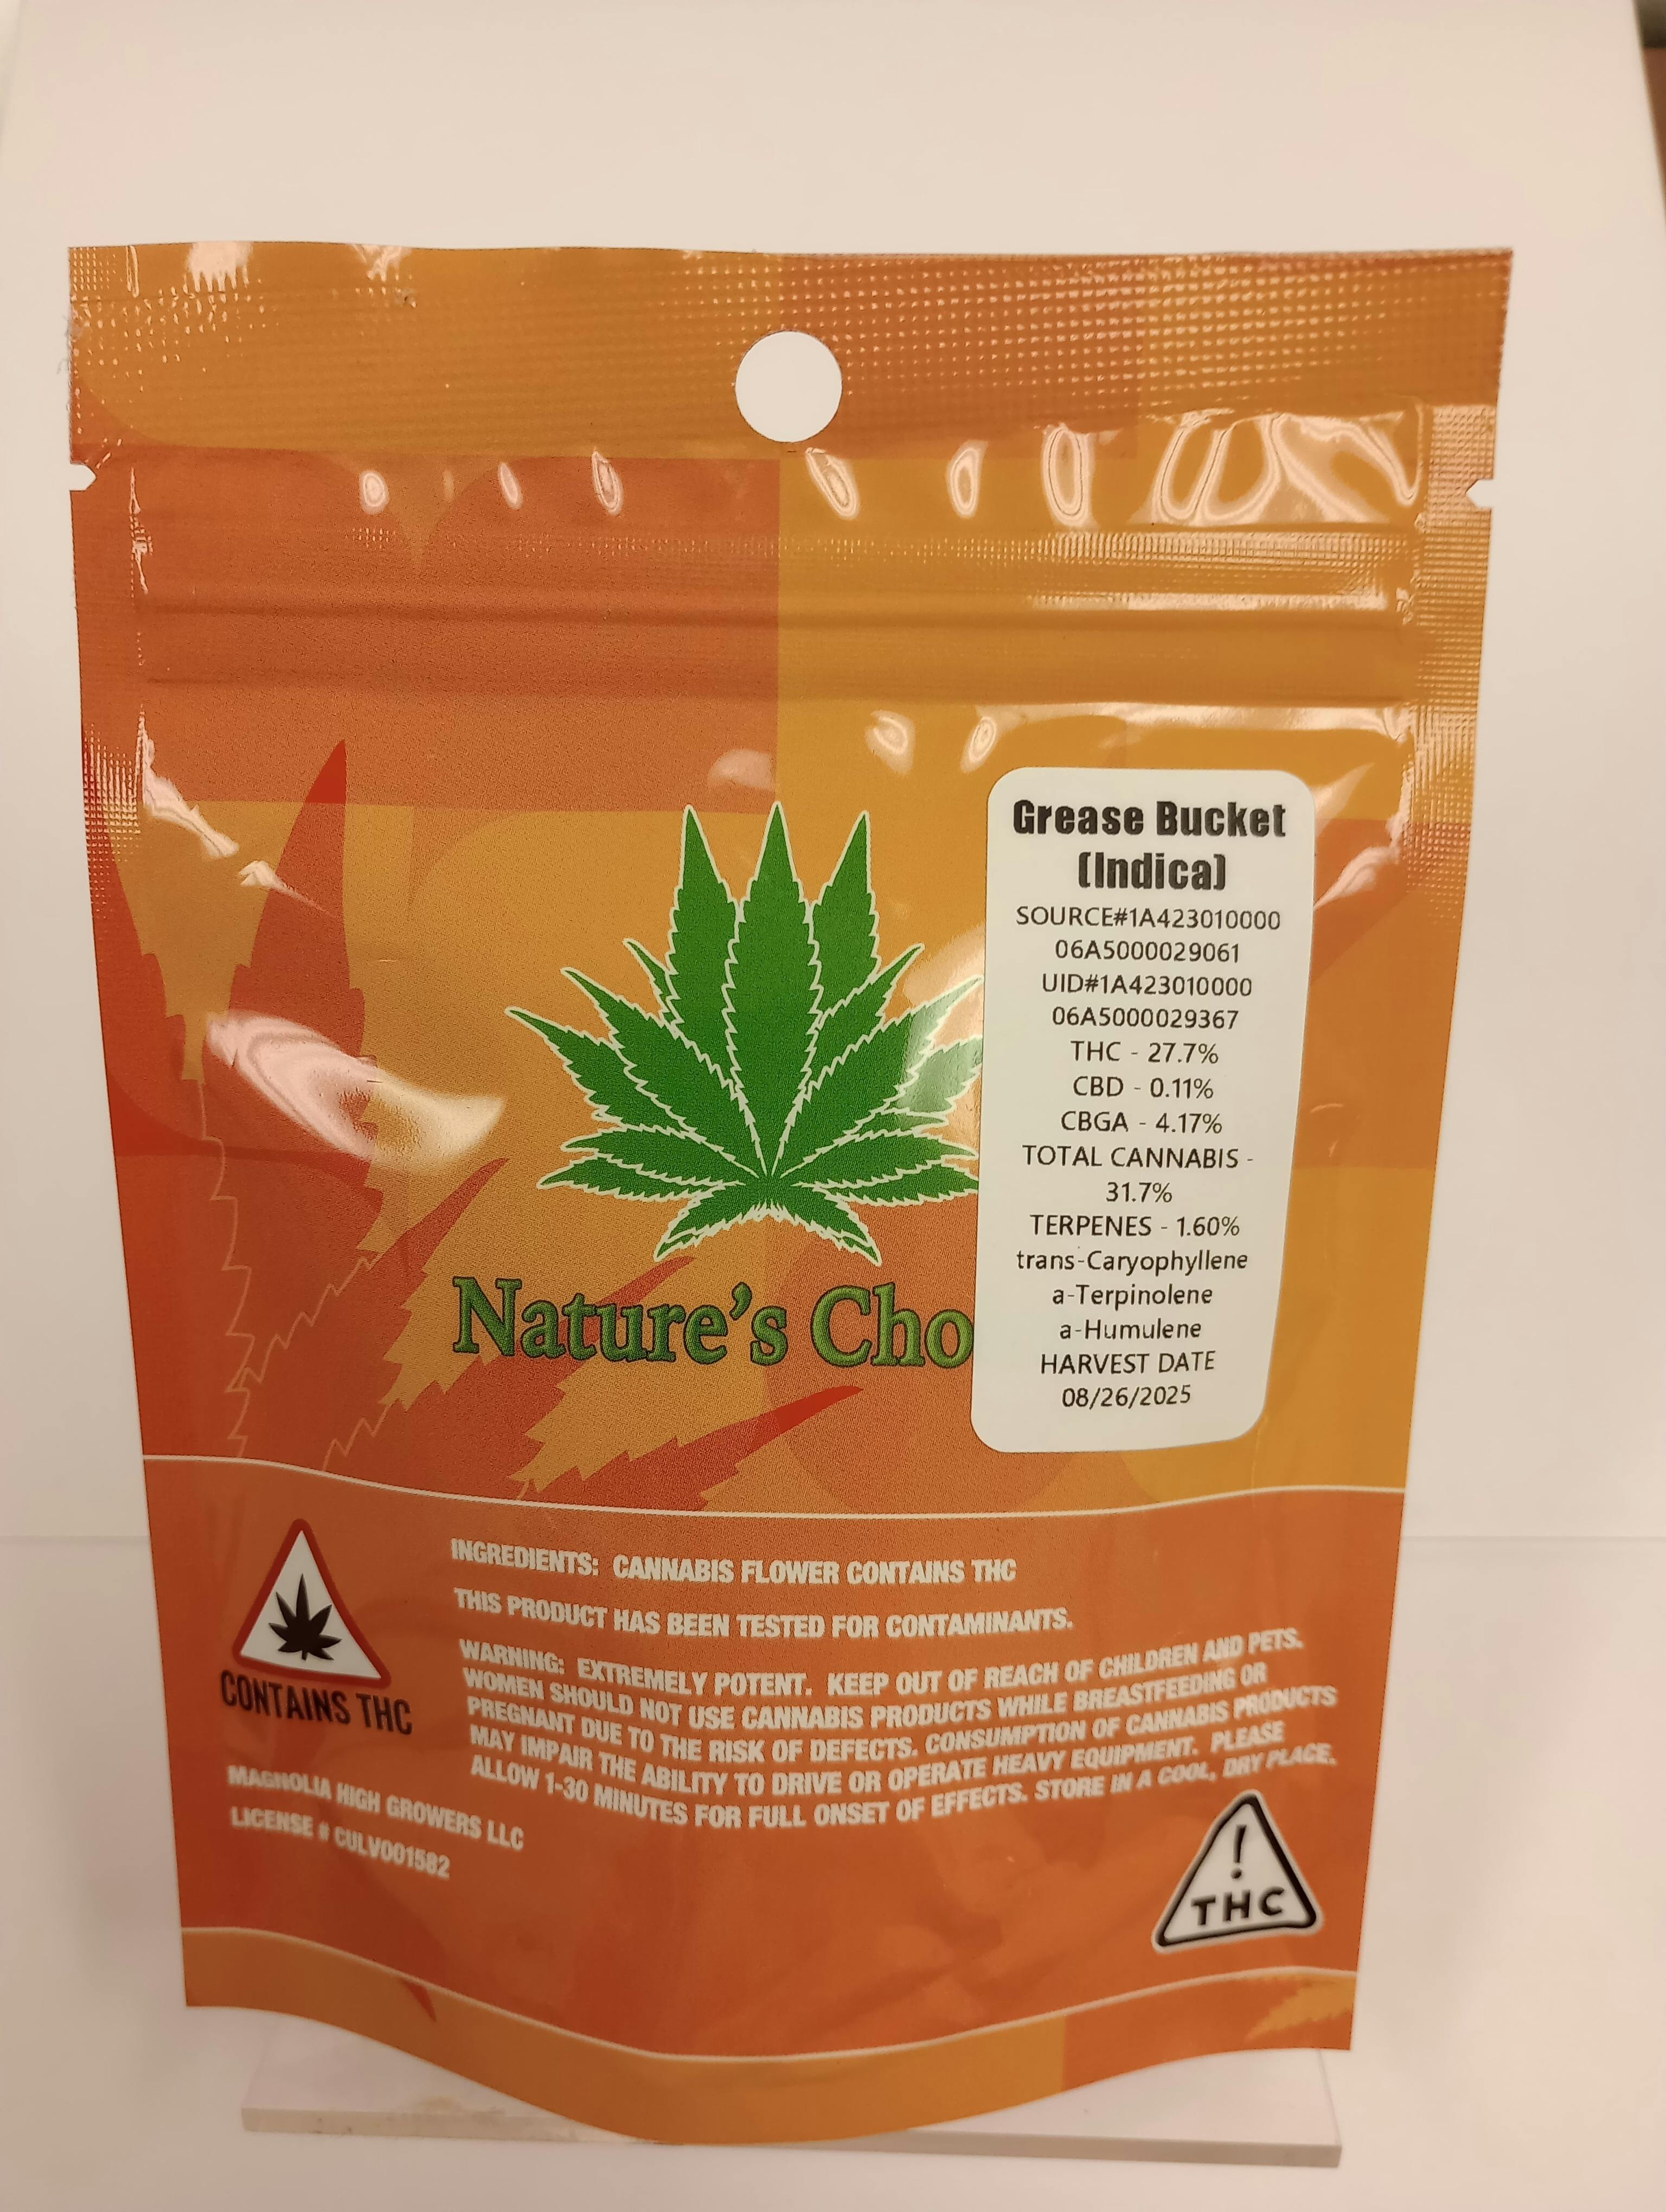 Grease Bucket
(Indica)
SOURCE#1A423010000
06A5000029061
UID#1A423010000
06A5000029367
THC - 27.7%
CBD - 0.11%
CBGA - 4.17%
TOTAL CANNABIS -
31.7%
TERPENES - 1.60%
trans-Caryophyllene
a-Terpinolene
a-Humulene
HARVEST DATE
08/26/2025
Nature's Cho
INGREDIENTS: CANNABIS FLOWER CONTAINS THC
THIS PRODUCT HAS BEEN TESTED FOR CONTAMINANTS.
WARNING: EXTREMELY POTENT. KEEP OUT OF REACH OF CHILDREN AND PETS.
WOMEN SHOULD NOT USE CANNABIS PRODUCTS WHILE BREASTFEEDING OR
PREGNANT DUE TO THE RISK OF DEFECTS. CONSUMPTION OF CANNABIS PRODUCTS
MAY IMPAIR THE ABILITY TO DRIVE OR OPERATE HEAVY EQUIPMENT. PLEASE
ALLOW 1-30 MINUTES FOR FULL ONSET OF EFFECTS. STORE IN A COOL, DRY PLACE.
CONTAINS THC
MAGNOLIA HIGH GROWERS LLC
LICENSE # CULV001582
!
THC